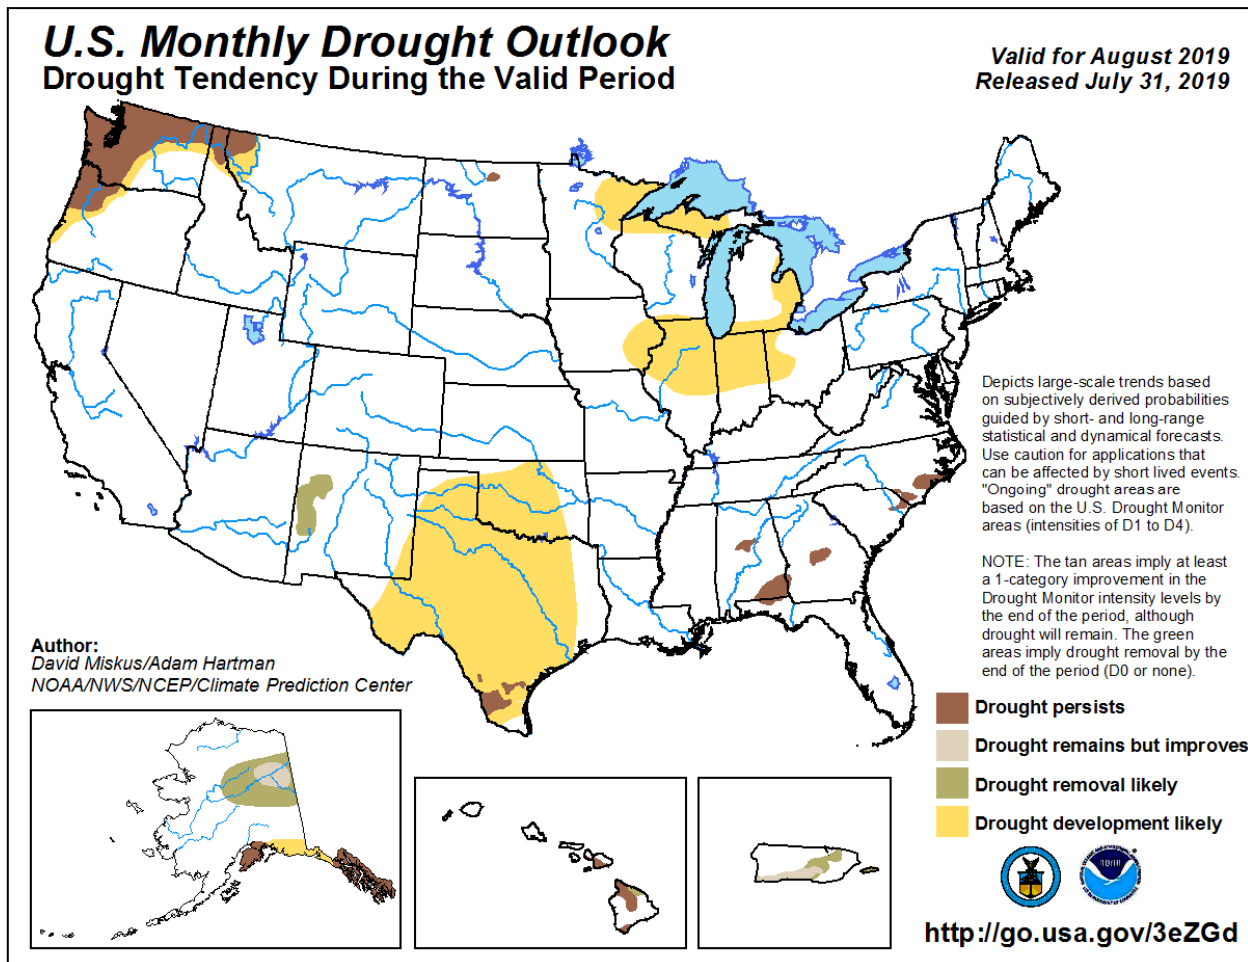 U.S. Monthly Drought Outlook
Drought Tendency During the Valid Period
Valid for August 2019
Released July 31, 2019
Depicts large-scale trends based
on subjectively derived probabilities
guided by short- and long-range
statistical and dynamical forecasts.
Use caution for applications that
can be affected by short lived events.
"Ongoing" drought areas are
based on the U.S. Drought Monitor
areas (intensities of D1 to D4).
NOTE: The tan areas imply at least
a 1-category improvement in the
Drought Monitor intensity levels by
the end of the period, although
drought will remain. The green
areas imply drought removal by the
end of the period (D0 or none).
Author:
David Miskus/Adam Hartman
NOAA/NWS/NCEP/Climate Prediction Center
Drought persists
Drought remains but improves
Drought removal likely
Drought development likely
NOAA
http://go.usa.gov/3eZGd